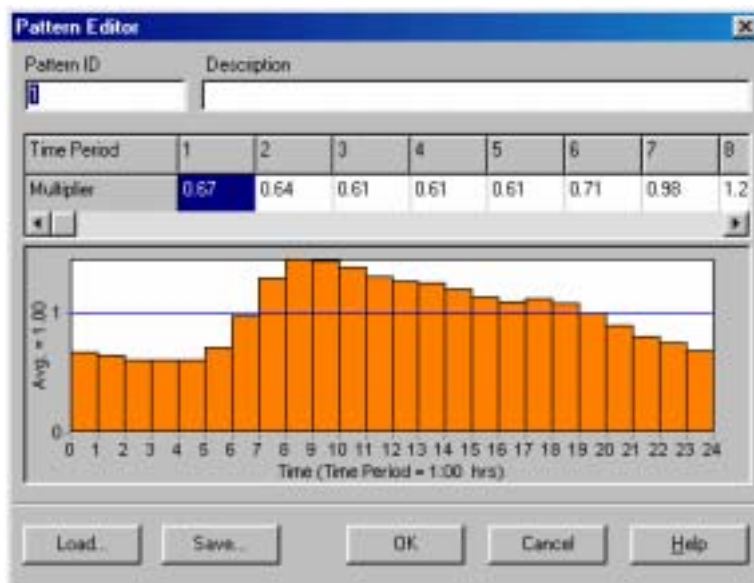 Pattern Editor
Pattern ID Description
1
Time Period 1 2 3 4 5 6 7 8
Multiplier 0.67 0.64 0.61 0.61 0.61 0.71 0.98 1.2
Avg. = 1.00
1
0
0 1 2 3 4 5 6 7 8 9 10 11 12 13 14 15 16 17 18 19 20 21 22 23 24
Time (Time Period = 1:00 hrs)
Load... Save... OK Cancel Help